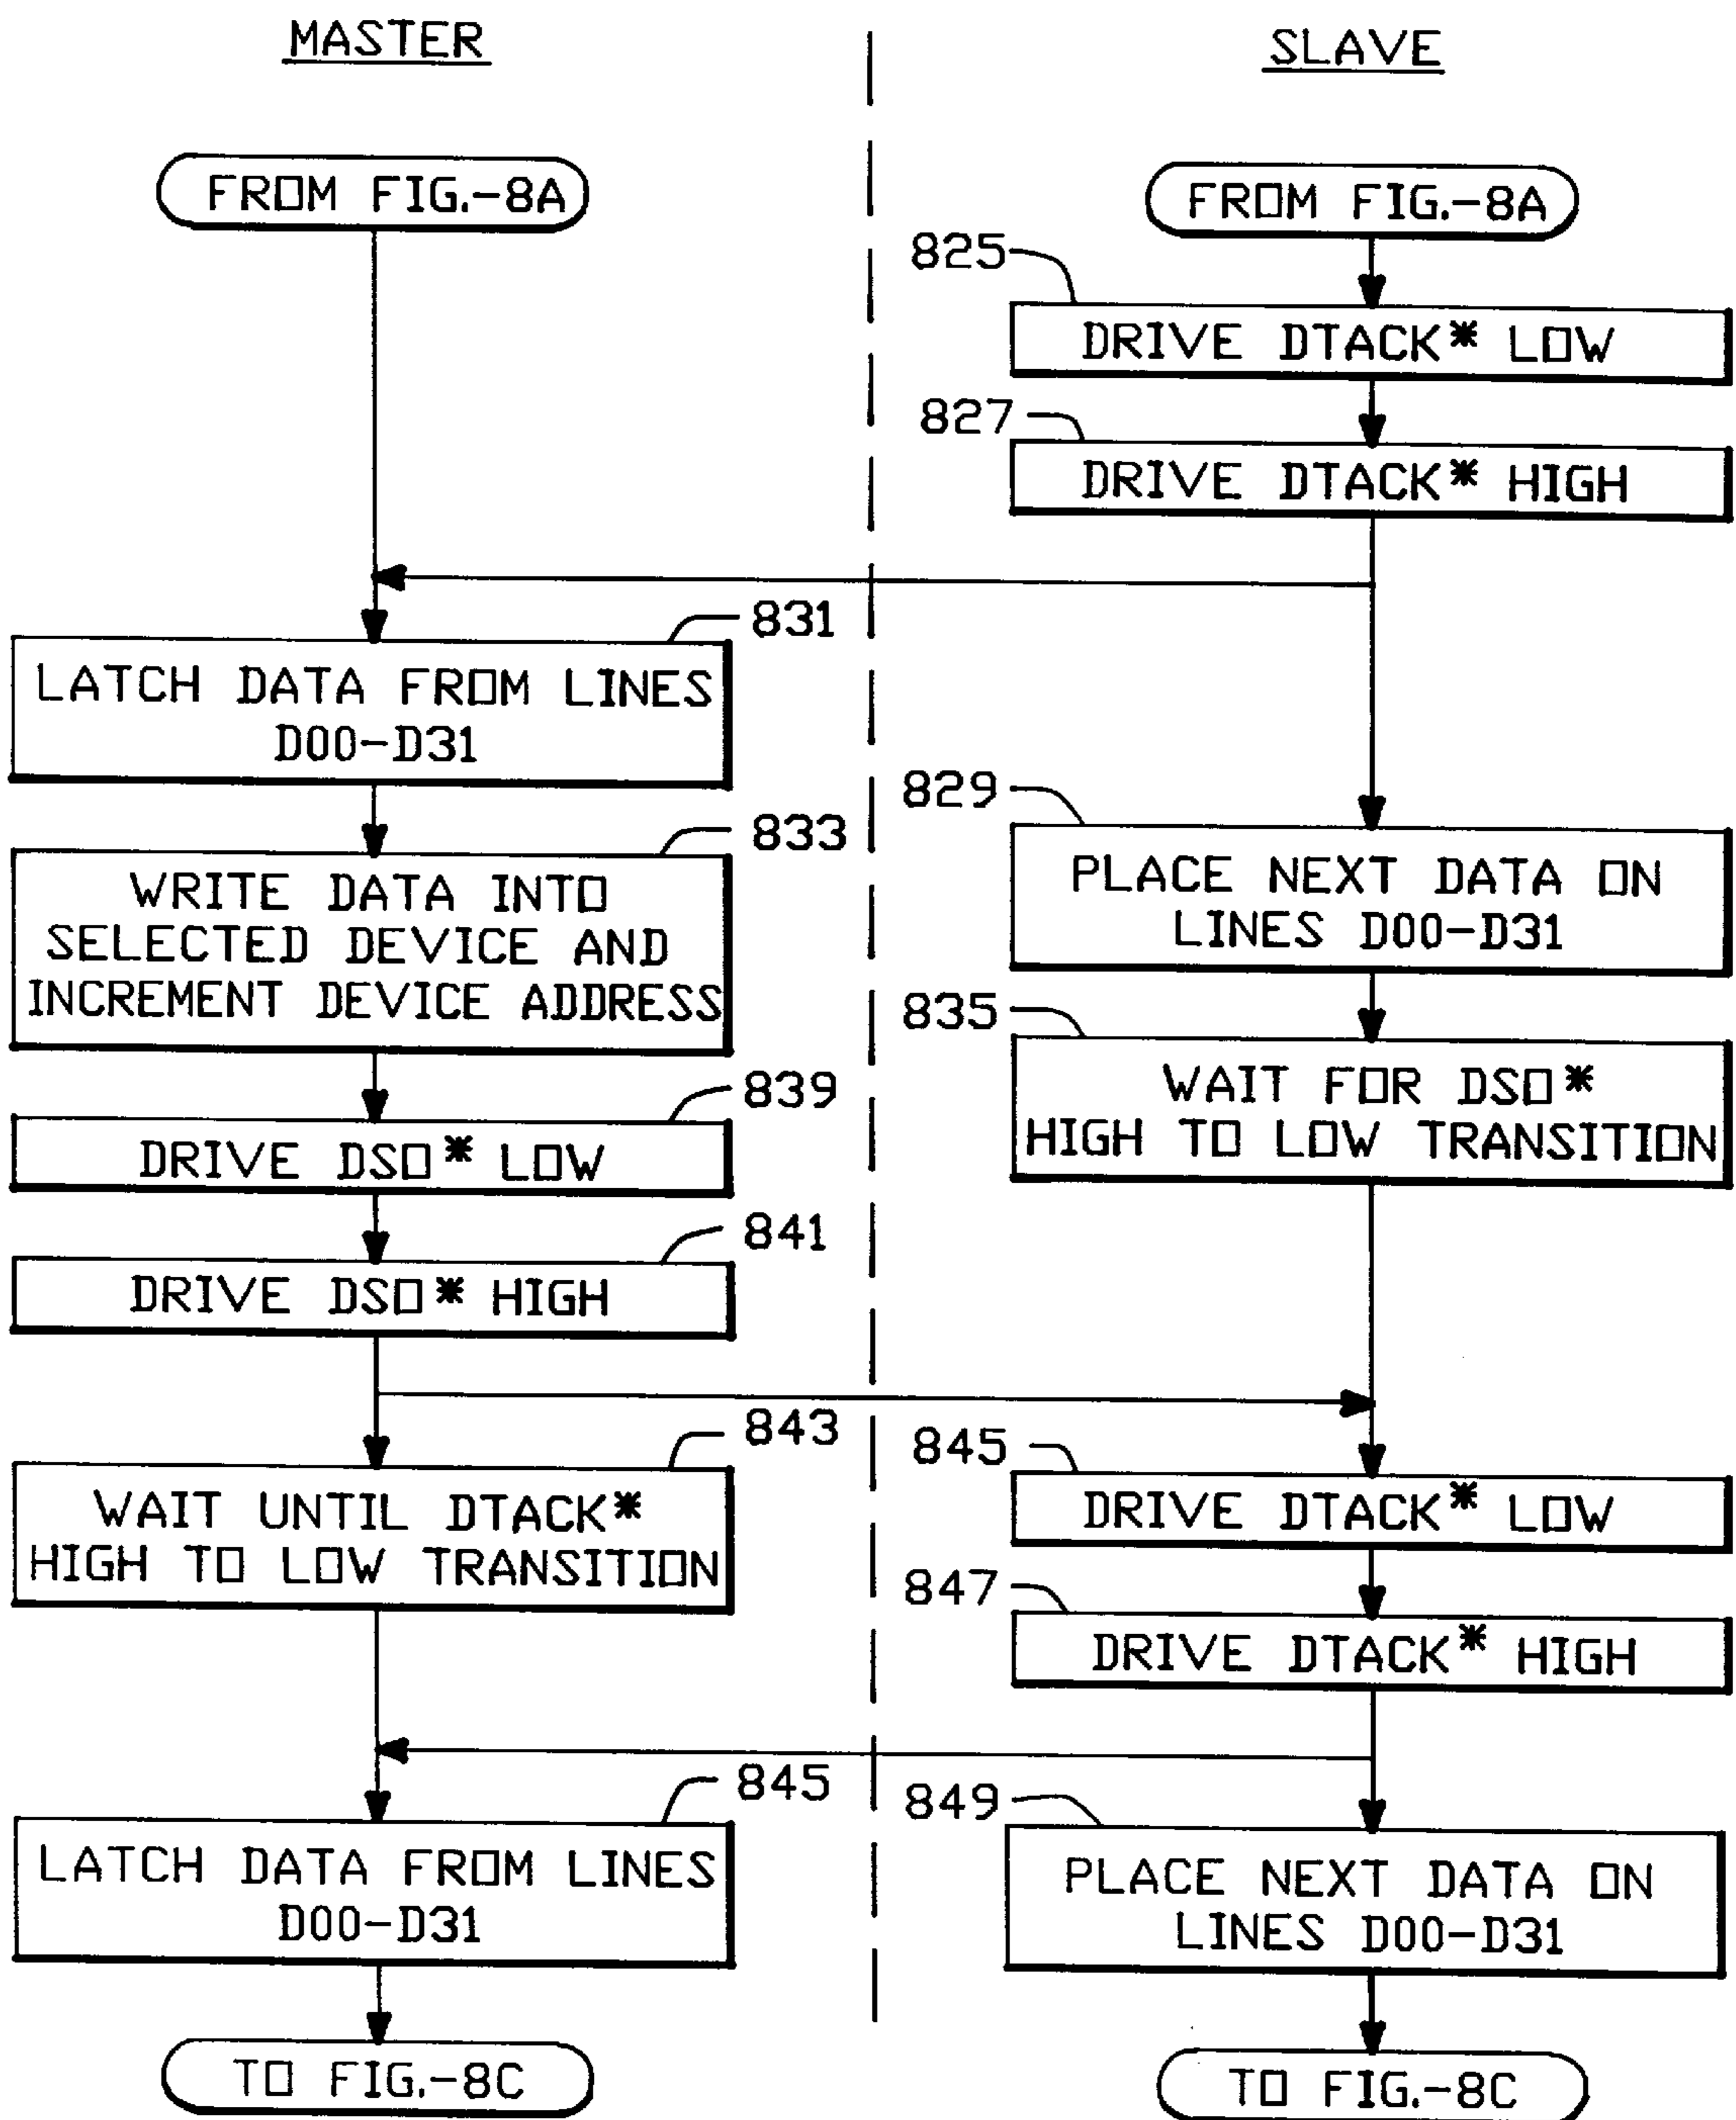 MASTER
SLAVE
FROM FIG.-8A
FROM FIG.-8A
825
DRIVE DTACK* LOW
827
DRIVE DTACK* HIGH
831
LATCH DATA FROM LINES
D00-D31
829
PLACE NEXT DATA ON
LINES D00-D31
833
WRITE DATA INTO
SELECTED DEVICE AND
INCREMENT DEVICE ADDRESS
835
WAIT FOR DSO*
HIGH TO LOW TRANSITION
839
DRIVE DSO* LOW
841
DRIVE DSO* HIGH
843
WAIT UNTIL DTACK*
HIGH TO LOW TRANSITION
845
DRIVE DTACK* LOW
847
DRIVE DTACK* HIGH
845
LATCH DATA FROM LINES
D00-D31
849
PLACE NEXT DATA ON
LINES D00-D31
TO FIG.-8C
TO FIG.-8C